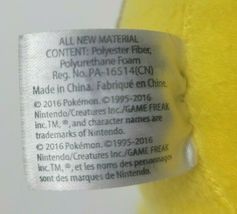 ALL NEW MATERIAL
CONTENT: Polyester Fiber,
Polyurethane Foam
Reg. No. PA-16514(CN)
Made in China. Fabriqué en Chine.
© 2016 Pokémon. ©1995-2016
Nintendo/Creatures Inc./GAME FREAK
inc.TM, ®, and character names are
trademarks of Nintendo.
© 2016 Pokémon. ©1995-2016
Nintendo/Creatures Inc./GAME FREAK
inc.TM, ®, et les noms des personnages
sont des marques de Nintendo.